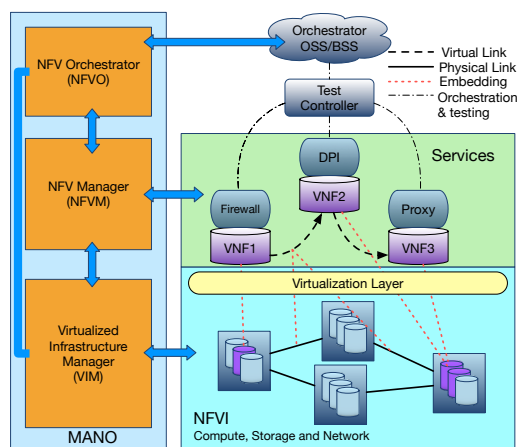 NFV Orchestrator
(NFVO)
NFV Manager
(NFVM)
Virtualized
Infrastructure
Manager
(VIM)
MANO
Orchestrator
OSS/BSS
Test
Controller
Virtual Link
Physical Link
Embedding
Orchestration
& testing
Services
DPI
VNF2
Firewall
VNF1
Proxy
VNF3
Virtualization Layer
NFVI
Compute, Storage and Network